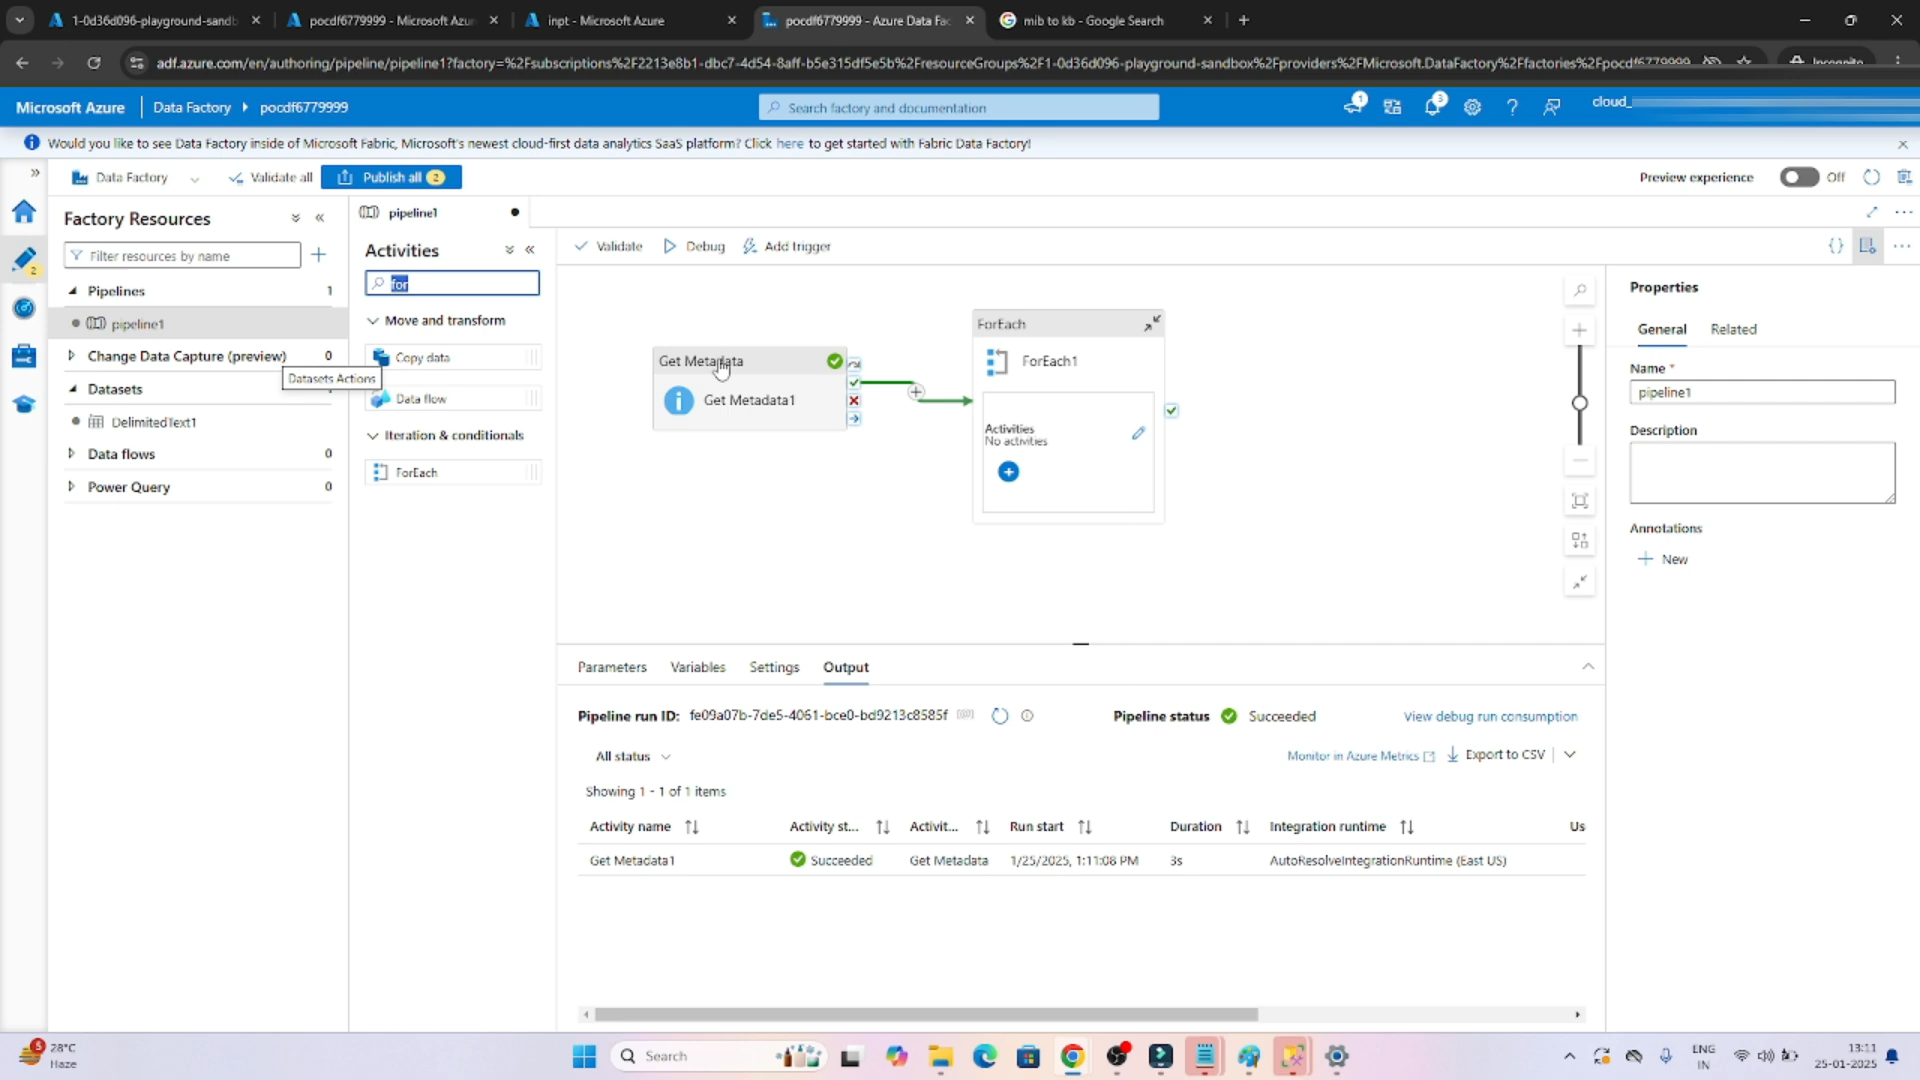 1-0d36d096-playground-sandb
pocdf6779999 - Microsoft Azu
inpt - Microsoft Azure
pocdf6779999 - Azure Data Fac
mib to kb - Google Search
adf.azure.com/en/authoring/pipeline/pipeline1?factory=%2Fsubscriptions%2F2213e8b1-dbc7-4d54-8aff-b5e315df5e5b%2FresourceGroups%2F1-0d36d096-playground-sandbox%2Fproviders%2FMicrosoft.DataFactory%2Ffactories%2Fpocdf6779999
Incognito
Microsoft Azure
Data Factory
pocdf6779999
Search factory and documentation
1
3
cloud_
Would you like to see Data Factory inside of Microsoft Fabric, Microsoft's newest cloud-first data analytics SaaS platform? Click here to get started with Fabric Data Factory!
Data Factory
Validate all
Publish all 2
Preview experience
Off
2
Factory Resources
Filter resources by name
Pipelines 1
pipeline1
Change Data Capture (preview) 0
Datasets Actions
Datasets
DelimitedText1
Data flows 0
Power Query 0
pipeline1
Activities
for
Move and transform
Copy data
Data flow
Iteration & conditionals
ForEach
Validate
Debug
Add trigger
Get Metadata
Get Metadata1
ForEach
ForEach1
Activities
No activities
Properties
General
Related
Name *
pipeline1
Description
Annotations
New
Parameters
Variables
Settings
Output
Pipeline run ID: fe09a07b-7de5-4061-bce0-bd9213c8585f
Pipeline status Succeeded
View debug run consumption
All status
Monitor in Azure Metrics
Export to CSV
Showing 1 - 1 of 1 items
Activity name
Activity st...
Activit...
Run start
Duration
Integration runtime
Us
Get Metadata1
Succeeded
Get Metadata
1/25/2025, 1:11:08 PM
3s
AutoResolveIntegrationRuntime (East US)
5
28°C
Haze
Search
ENG
IN
13:11
25-01-2025